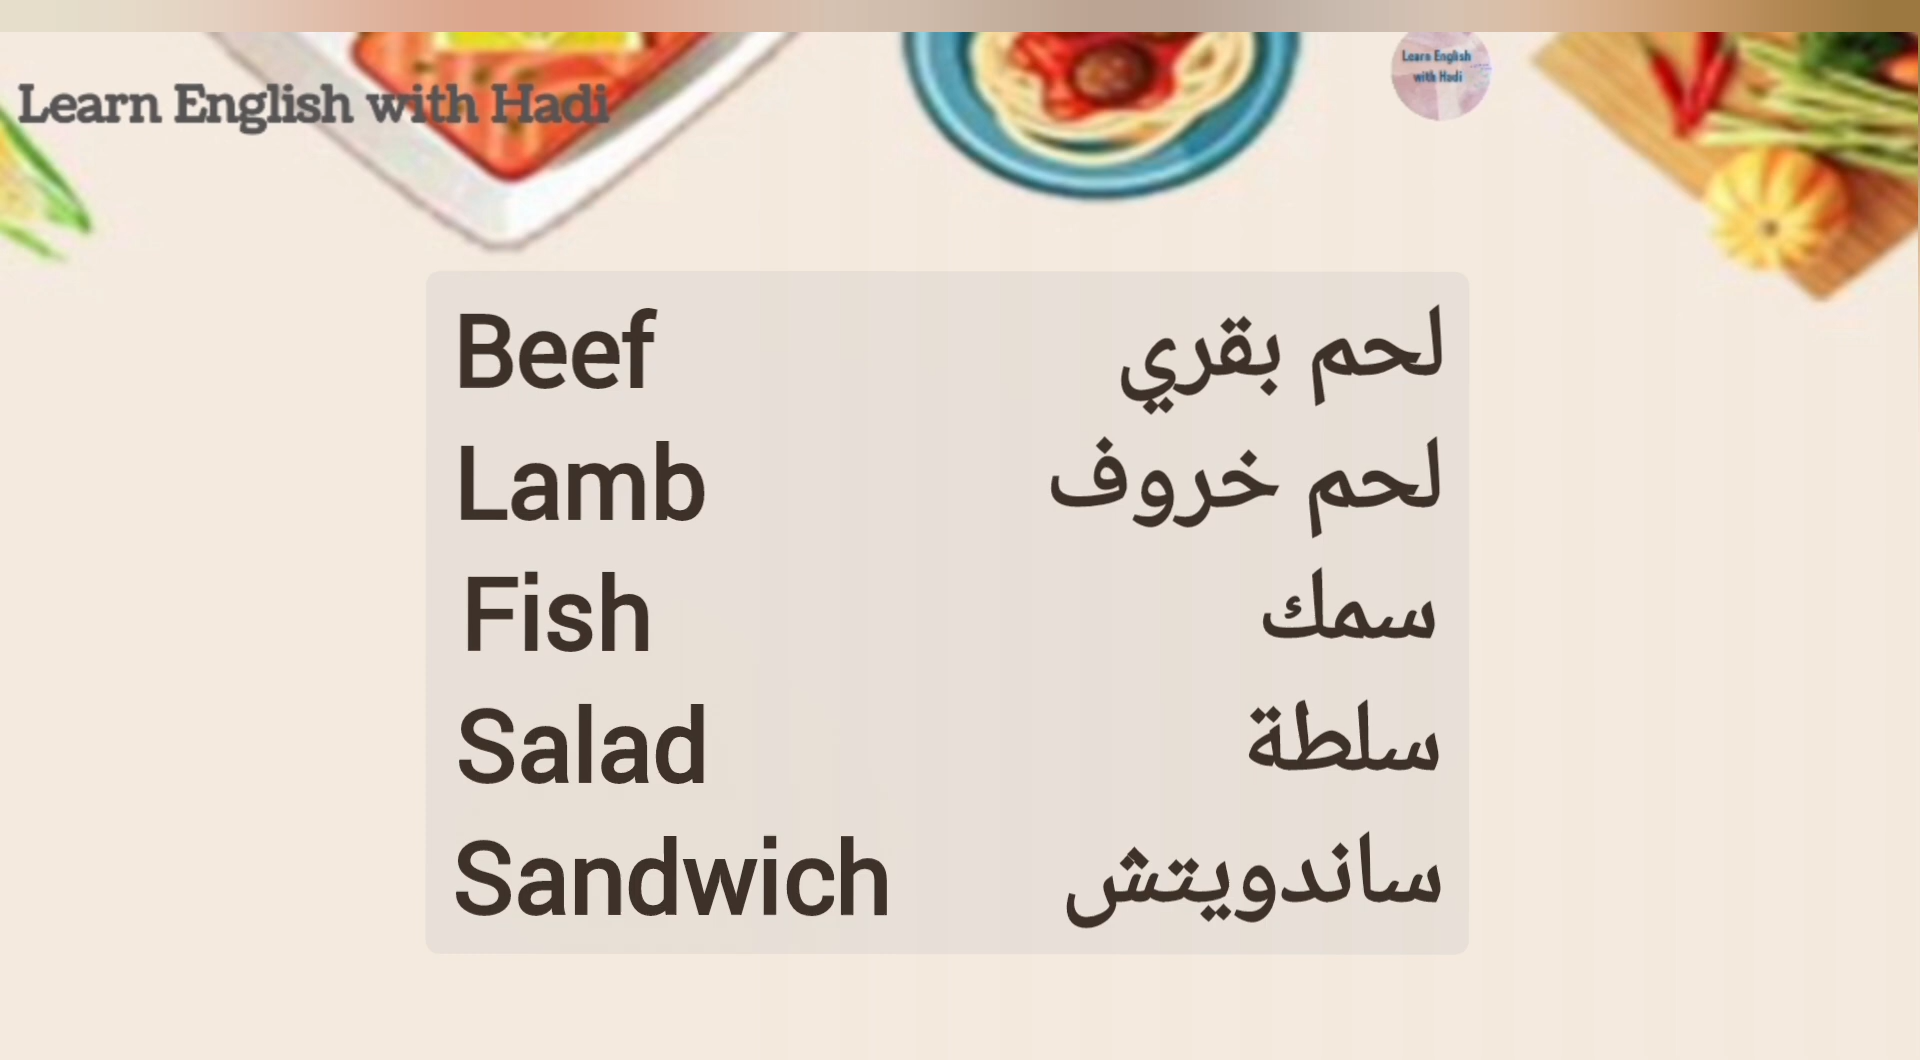 Learn English with Hadi
Learn English
with Hadi
Beef لحم بقري
Lamb لحم خروف
Fish سمك
Salad سلطة
Sandwich ساندويتش